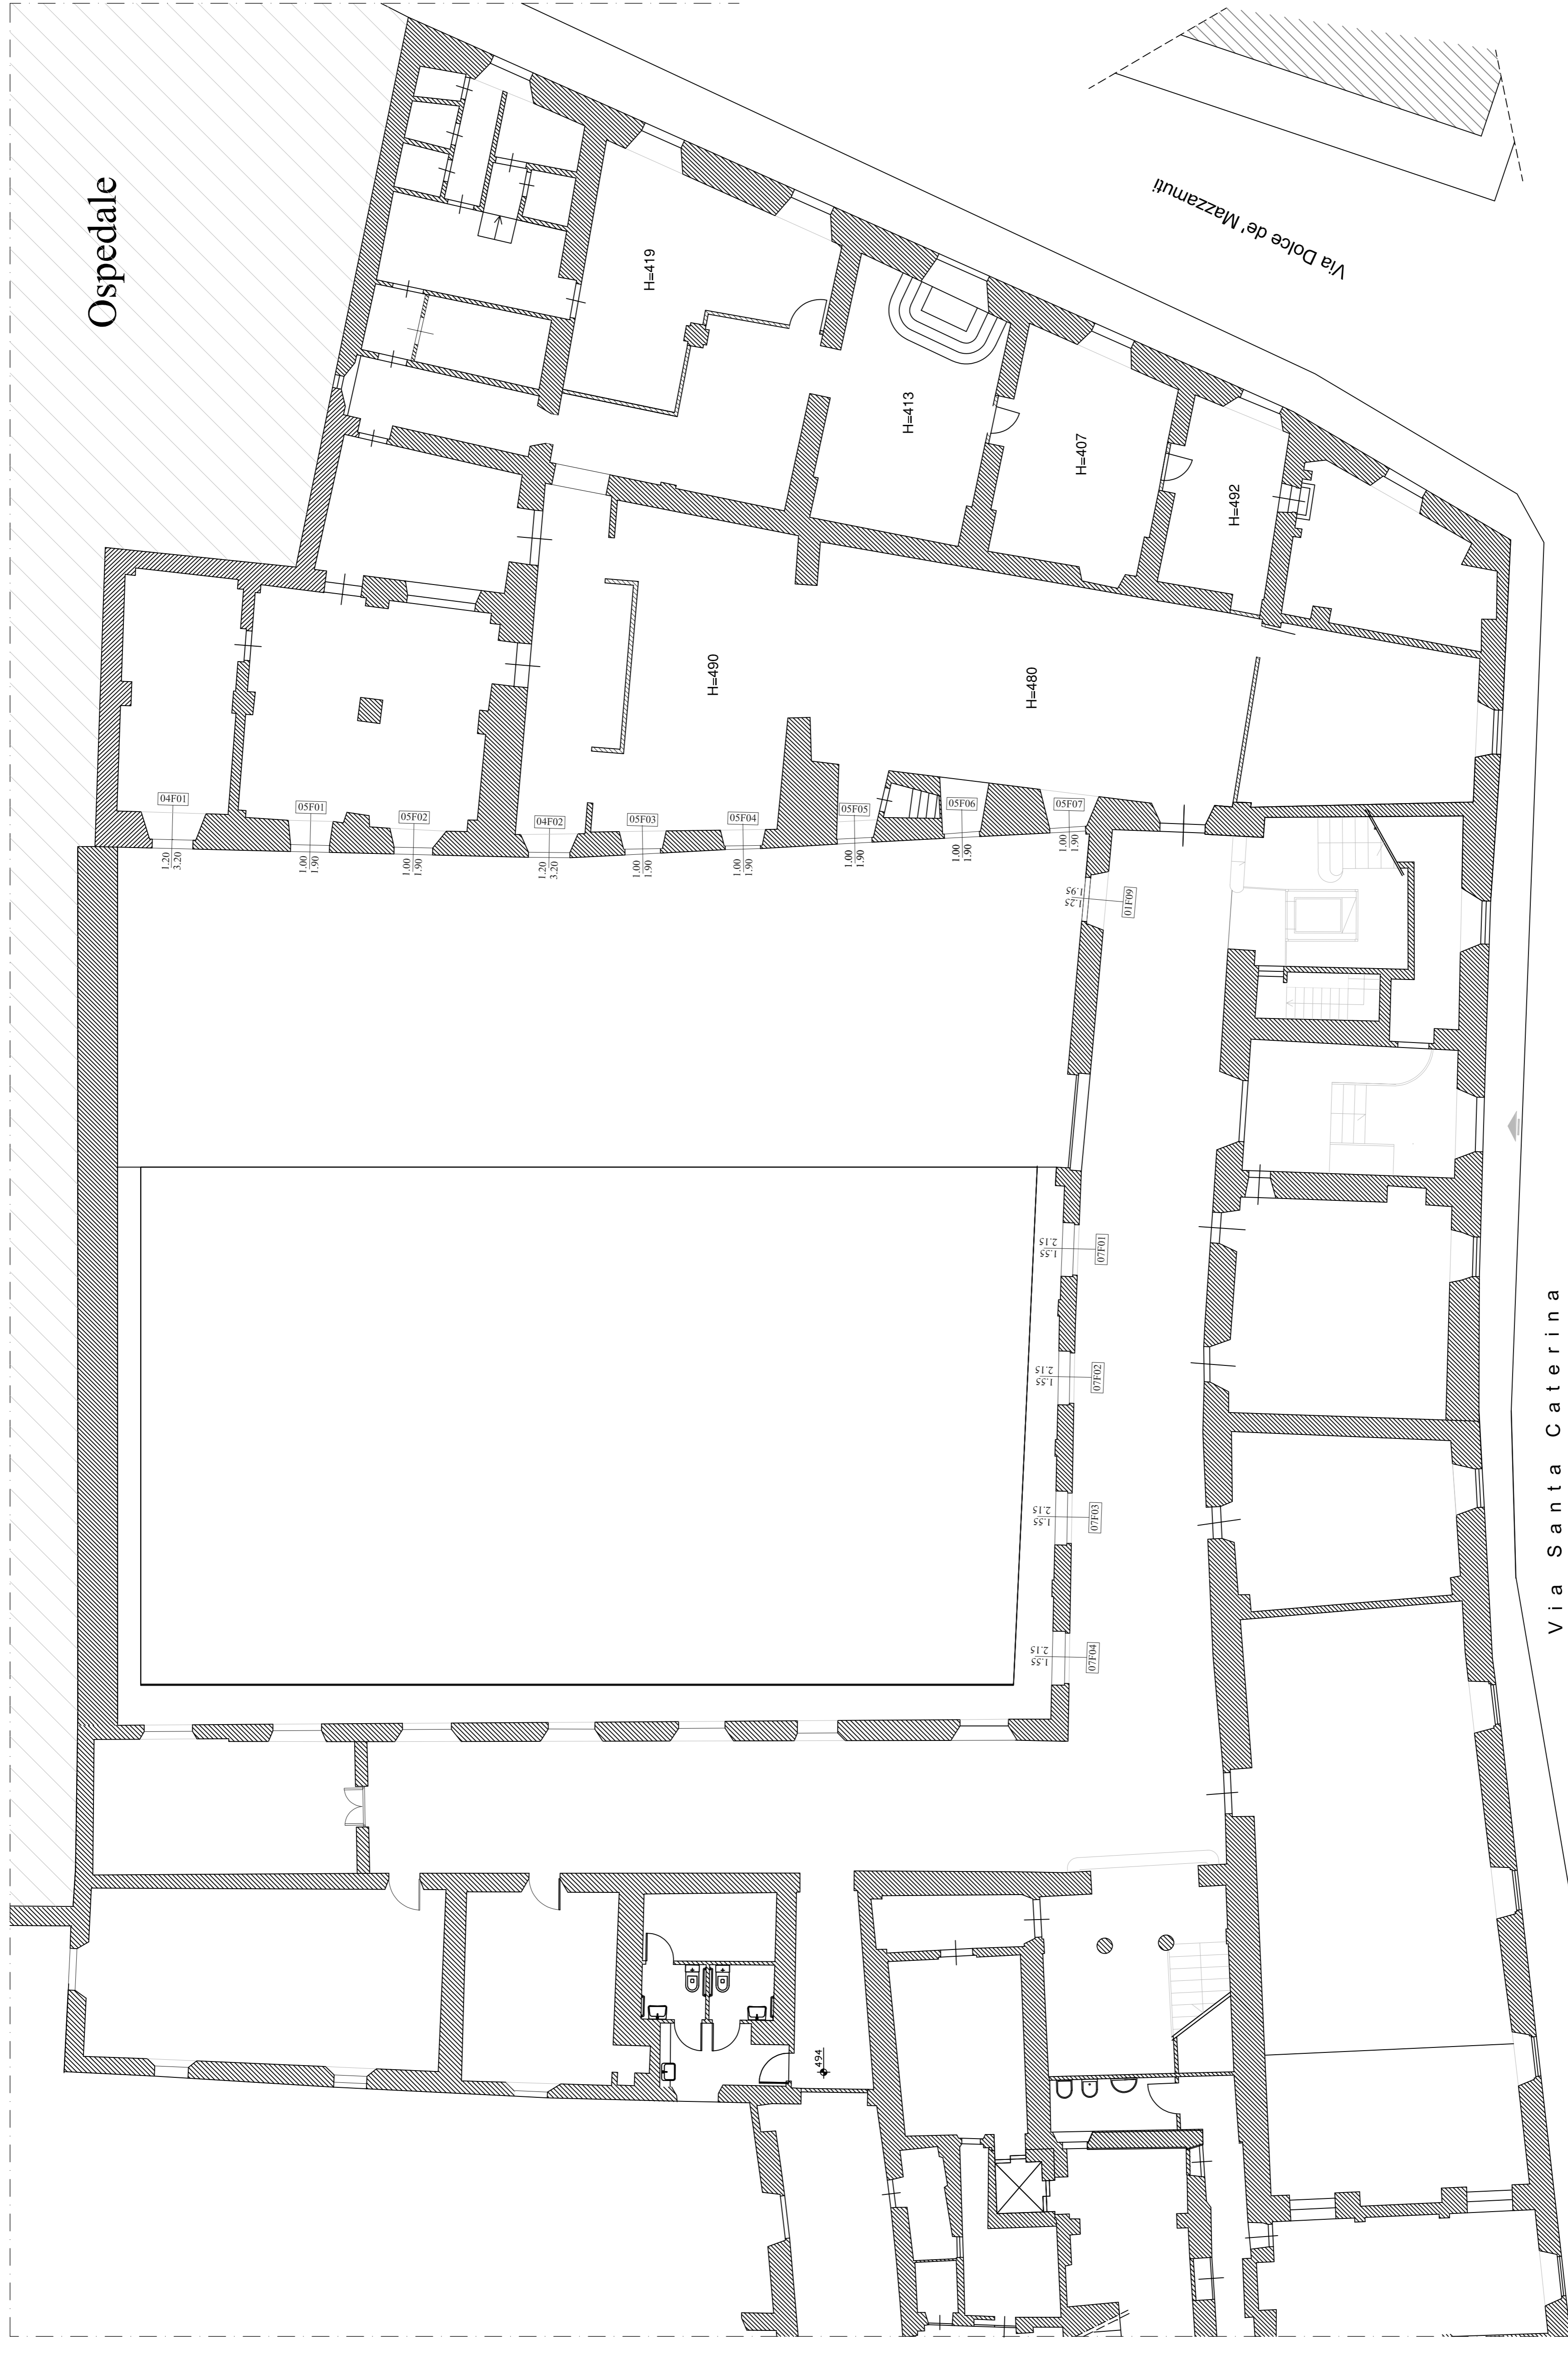 Ospedale
Via Dolce de' Mazzamuti
H=419
H=413
H=407
H=492
H=490
H=480
04F01
1.20
3.20
05F01
1.00
1.90
05F02
1.00
1.90
04F02
1.20
3.20
05F03
1.00
1.90
05F04
1.00
1.90
05F05
1.00
1.90
05F06
1.00
1.90
05F07
1.00
1.90
01F09
1.25
1.95
07F01
1.55
2.15
07F02
1.55
2.15
07F03
1.55
2.15
07F04
1.55
2.15
Via Santa Caterina
494